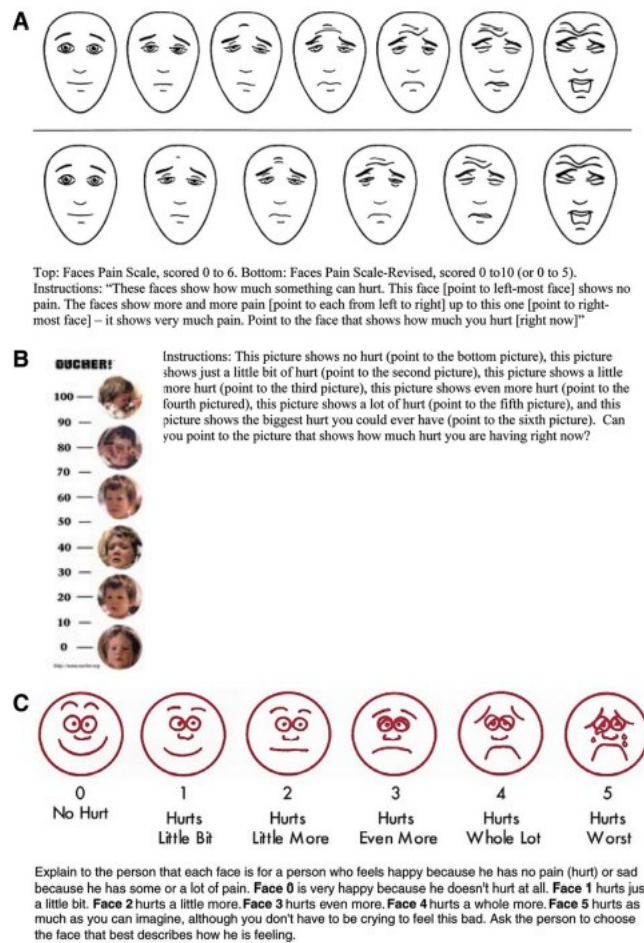 A
Top: Faces Pain Scale, scored 0 to 6. Bottom: Faces Pain Scale-Revised, scored 0 to10 (or 0 to 5).
Instructions: “These faces show how much something can hurt. This face [point to left-most face] shows no
pain. The faces show more and more pain [point to each from left to right] up to this one [point to right-
most face] – it shows very much pain. Point to the face that shows how much you hurt [right now]”
B
OUCHER!
100
90
80
70
60
50
40
30
20
10
0
Instructions: This picture shows no hurt (point to the bottom picture), this picture
shows just a little bit of hurt (point to the second picture), this picture shows a little
more hurt (point to the third picture), this picture shows even more hurt (point to the
fourth pictured), this picture shows a lot of hurt (point to the fifth picture), and this
picture shows the biggest hurt you could ever have (point to the sixth picture). Can
you point to the picture that shows how much hurt you are having right now?
C
0 1 2 3 4 5
No Hurt Hurts Hurts Hurts Hurts Hurts
Little Bit Little More Even More Whole Lot Worst
Explain to the person that each face is for a person who feels happy because he has no pain (hurt) or sad
because he has some or a lot of pain. Face 0 is very happy because he doesn't hurt at all. Face 1 hurts just
a little bit. Face 2 hurts a little more. Face 3 hurts even more. Face 4 hurts a whole more. Face 5 hurts as
much as you can imagine, although you don't have to be crying to feel this bad. Ask the person to choose
the face that best describes how he is feeling.